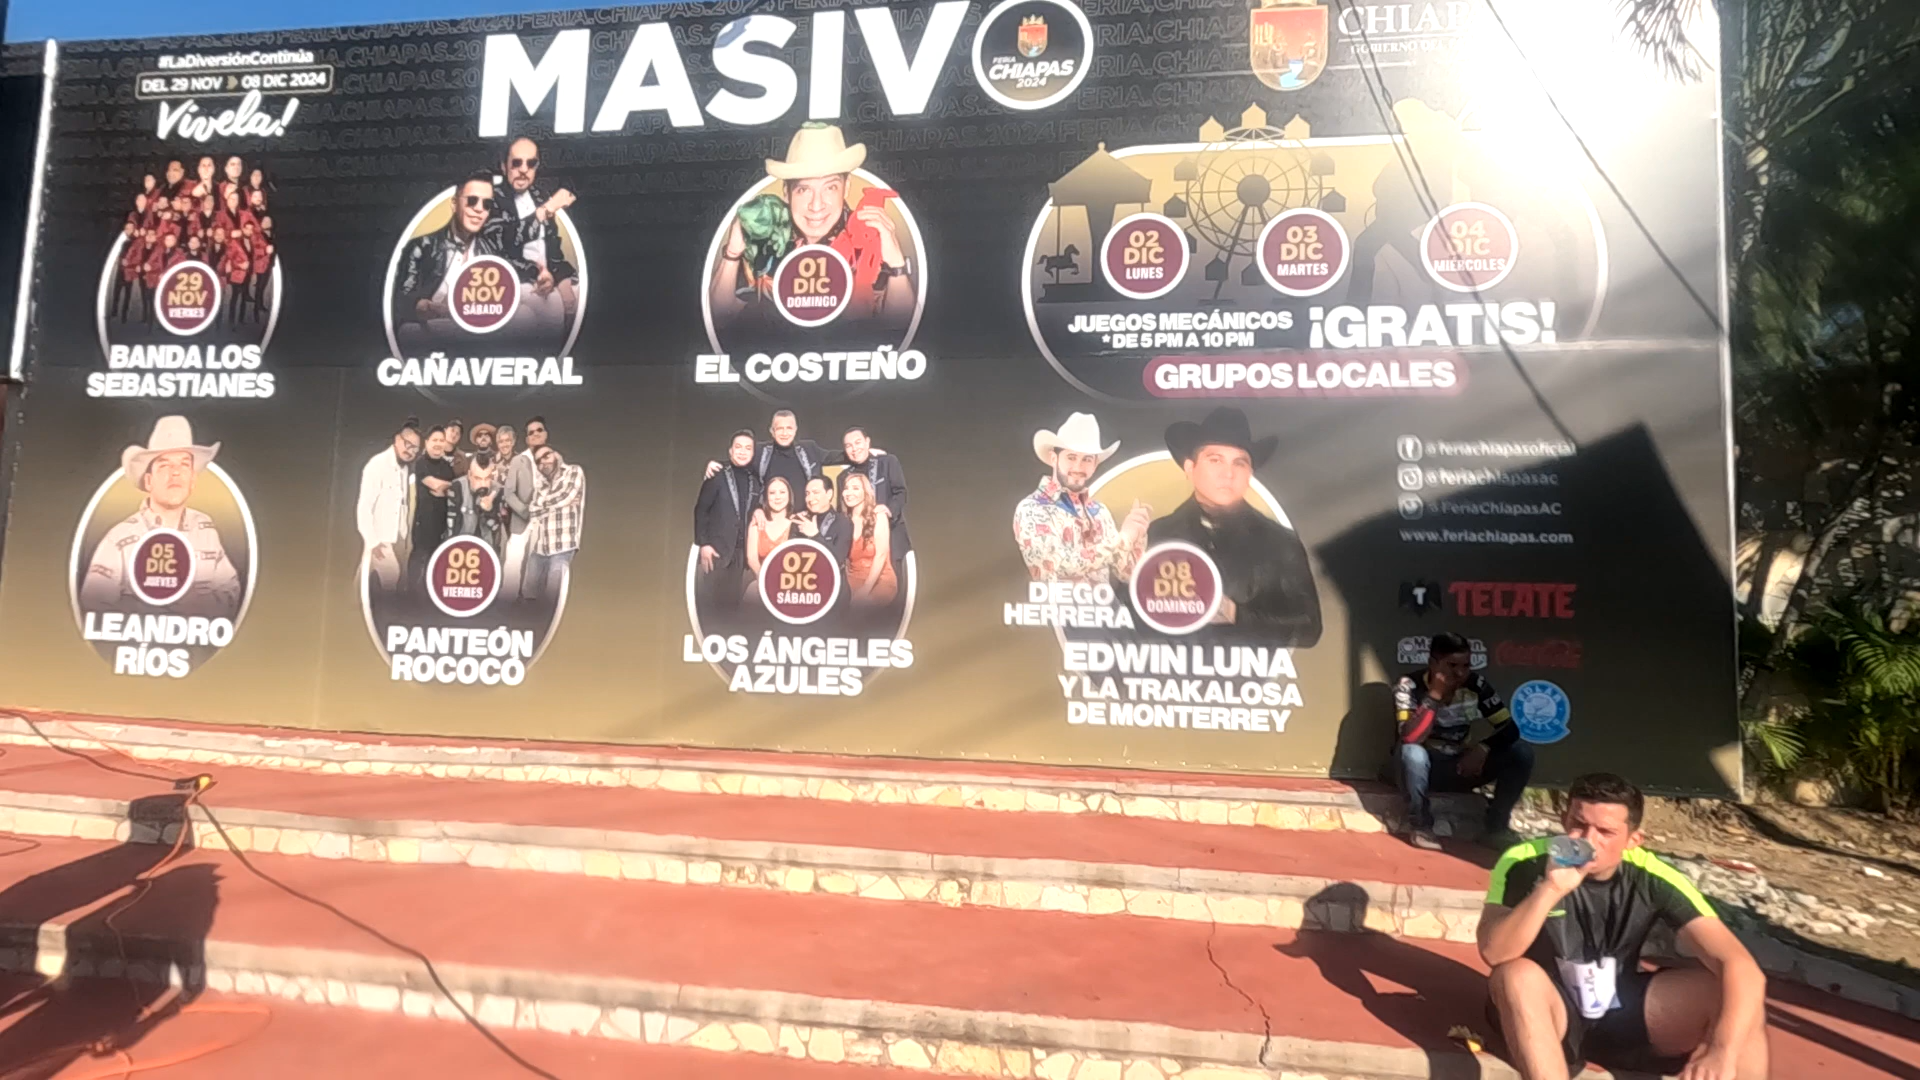 #LaDiversiónContinúa
DEL 29 NOV 08 DIC 2024
Vívela!
MASIVO
FERIA
CHIAPAS
2024
29
NOV
VIERNES
BANDA LOS
SEBASTIANES
30
NOV
SÁBADO
CAÑAVERAL
01
DIC
DOMINGO
EL COSTEÑO
02
DIC
LUNES
03
DIC
MARTES
04
DIC
MIÉRCOLES
JUEGOS MECÁNICOS
* DE 5 PM A 10 PM
¡GRATIS!
GRUPOS LOCALES
05
DIC
JUEVES
LEANDRO
RÍOS
06
DIC
VIERNES
PANTEÓN
ROCOCÓ
07
DIC
SÁBADO
LOS ÁNGELES
AZULES
DIEGO
HERRERA
08
DIC
DOMINGO
EDWIN LUNA
Y LA TRAKALOSA
DE MONTERREY
@feriachiapasoficial
@feriachiapasac
@FeriaChiapasAC
www.feriachiapas.com
T TECATE
Coca-Cola